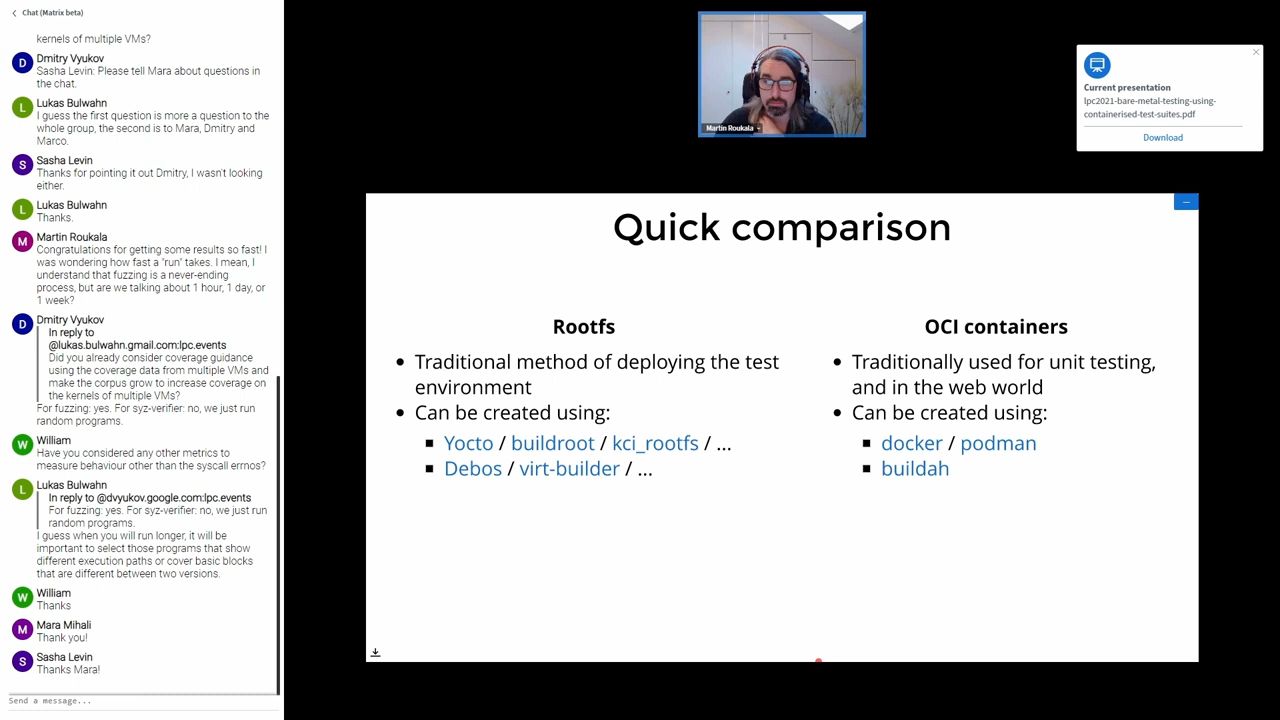 Chat (Matrix beta)
kernels of multiple VMs?
D
Dmitry Vyukov
Sasha Levin: Please tell Mara about questions in
the chat.
L
Lukas Bulwahn
I guess the first question is more a question to the
whole group, the second is to Mara, Dmitry and
Marco.
S
Sasha Levin
Thanks for pointing it out Dmitry, I wasn't looking
either.
L
Lukas Bulwahn
Thanks.
M
Martin Roukala
Congratulations for getting some results so fast! I
was wondering how fast a "run" takes. I mean, I
understand that fuzzing is a never-ending
process, but are we talking about 1 hour, 1 day, or
1 week?
D
Dmitry Vyukov
In reply to
@lukas.bulwahn.gmail.com:lpc.events
Did you already consider coverage guidance
using the coverage data from multiple VMs and
make the corpus grow to increase coverage on
the kernels of multiple VMs?
For fuzzing: yes. For syz-verifier: no, we just run
random programs.
W
William
Have you considered any other metrics to
measure behaviour other than the syscall errnos?
L
Lukas Bulwahn
In reply to @dvyukov.google.com:lpc.events
For fuzzing: yes. For syz-verifier: no, we just run
random programs.
I guess when you will run longer, it will be
important to select those programs that show
different execution paths or cover basic blocks
that are different between two versions.
W
William
Thanks
M
Mara Mihali
Thank you!
S
Sasha Levin
Thanks Mara!
Send a message...
Martin Roukala
Current presentation
lpc2021-bare-metal-testing-using-
containerised-test-suites.pdf
Download
Quick comparison
Rootfs
Traditional method of deploying the test
environment
Can be created using:
Yocto / buildroot / kci_rootfs / ...
Debos / virt-builder / ...
OCI containers
Traditionally used for unit testing,
and in the web world
Can be created using:
docker / podman
buildah